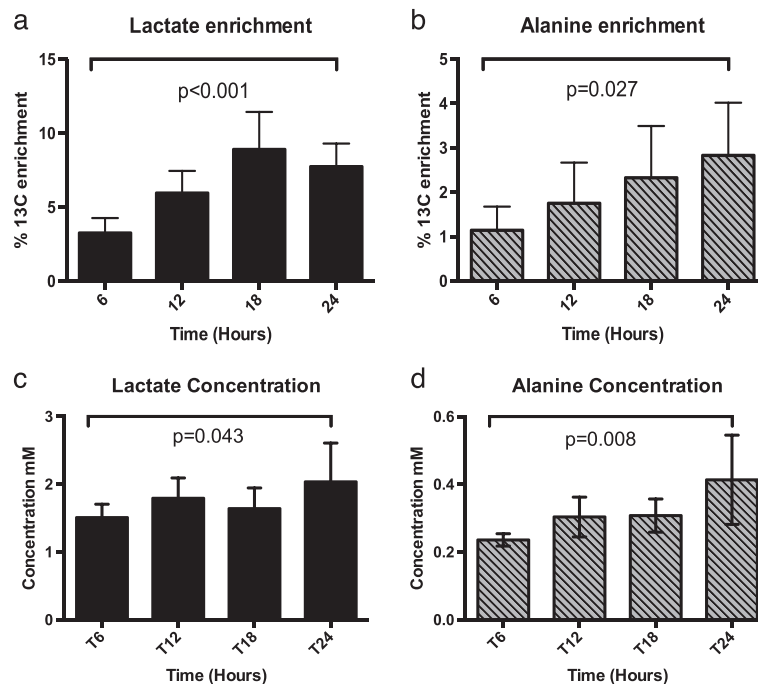 a
Lactate enrichment
15
10
5
0
% 13C enrichment
p<0.001
6
12
18
24
Time (Hours)
b
Alanine enrichment
5
4
3
2
1
0
% 13C enrichment
p=0.027
6
12
18
24
Time (Hours)
c
Lactate Concentration
3
2
1
0
Concentration mM
p=0.043
T6
T12
T18
T24
Time (Hours)
d
Alanine Concentration
0.6
0.4
0.2
0.0
Concentration mM
p=0.008
T6
T12
T18
T24
Time (Hours)